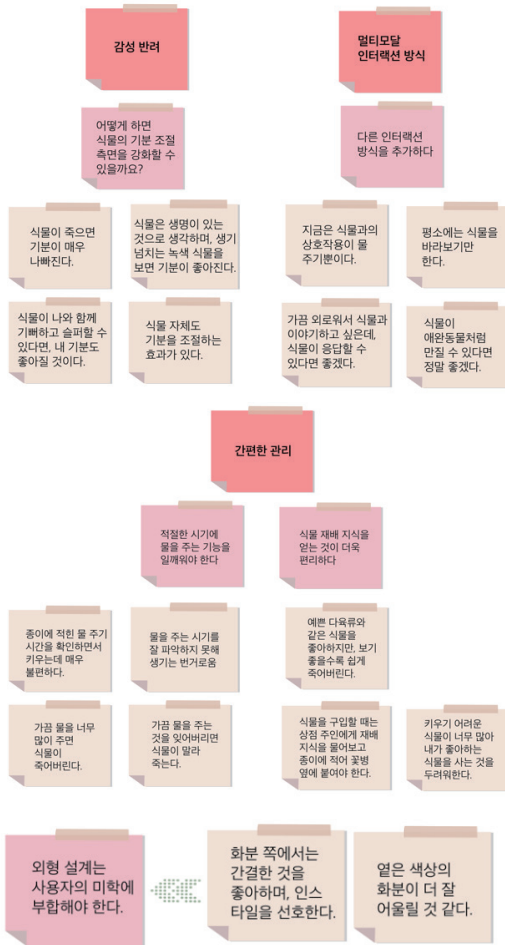 감성 반려
멀티모달
인터랙션 방식
어떻게 하면
식물의 기분 조절
측면을 강화할 수
있을까요?
다른 인터랙션
방식을 추가하다
식물이 죽으면
기분이 매우
나빠진다.
식물은 생명이 있는
것으로 생각하며, 생기
넘치는 녹색 식물을
보면 기분이 좋아진다.
지금은 식물과의
상호작용이 물
주기뿐이다.
평소에는 식물을
바라보기만
한다.
식물이 나와 함께
기뻐하고 슬퍼할 수
있다면, 내 기분도
좋아질 것이다.
식물 자체도
기분을 조절하는
효과가 있다.
가끔 외로워서 식물과
이야기하고 싶은데,
식물이 응답할 수
있다면 좋겠다.
식물이
애완동물처럼
만질 수 있다면
정말 좋겠다.
간편한 관리
적절한 시기에
물을 주는 기능을
일깨워야 한다
식물 재배 지식을
얻는 것이 더욱
편리하다
종이에 적힌 물 주기
시간을 확인하면서
키우는데 매우
불편하다.
물을 주는 시기를
잘 파악하지 못해
생기는 번거로움
예쁜 다육류와
같은 식물을
좋아하지만, 보기
좋을수록 쉽게
죽어버린다.
가끔 물을 너무
많이 주면
식물이
죽어버린다.
가끔 물을 주는
것을 잊어버리면
식물이 말라
죽는다.
식물을 구입할 때는
상점 주인에게 재배
지식을 물어보고
종이에 적어 꽃병
옆에 붙여야 한다.
키우기 어려운
식물이 너무 많아
내가 좋아하는
식물을 사는 것을
두려워한다.
외형 설계는
사용자의 미학에
부합해야 한다.
화분 쪽에서는
간결한 것을
좋아하며, 인스
타일을 선호한다.
옅은 색상의
화분이 더 잘
어울릴 것 같다.